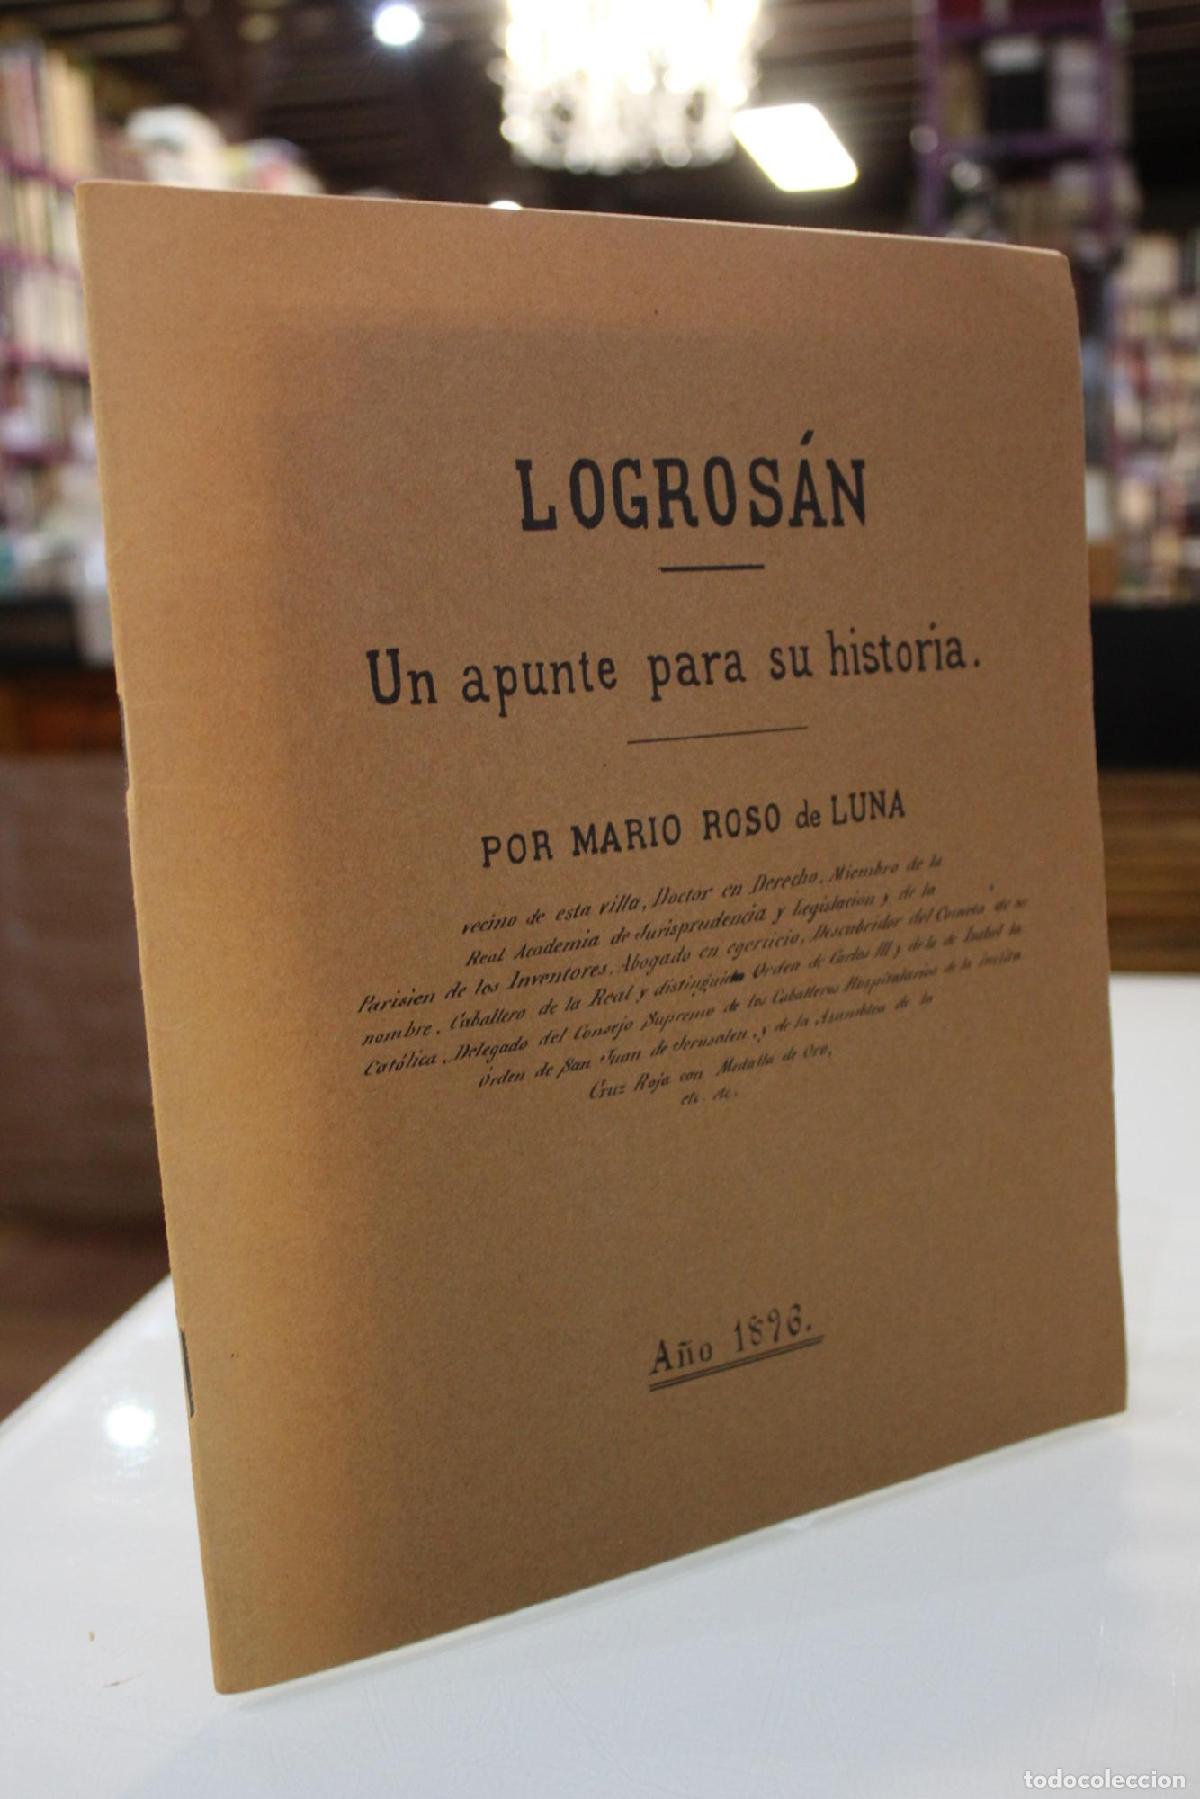 LOGROSÁN
Un apunte para su historia.
POR MARIO ROSO de LUNA
vecino de esta villa, Doctor en Derecho, Miembro de la
Real Academia de Jurisprudencia y Legislacion y de la
Parisien de los Inventores, Abogado en egercicio, Descubridor del Cometa de su
nombre, Caballero de la Real y distinguida Orden de Carlos III y de la de Isabel la
Católica, Delegado del Consejo Supremo de los Caballeros Hospitalarios de la ínclita
Órden de San Juan de Jerusalen, y de la Asamblea de la
Cruz Roja con Medalla de Oro,
etc. etc.
Año 1896.
todocoleccion